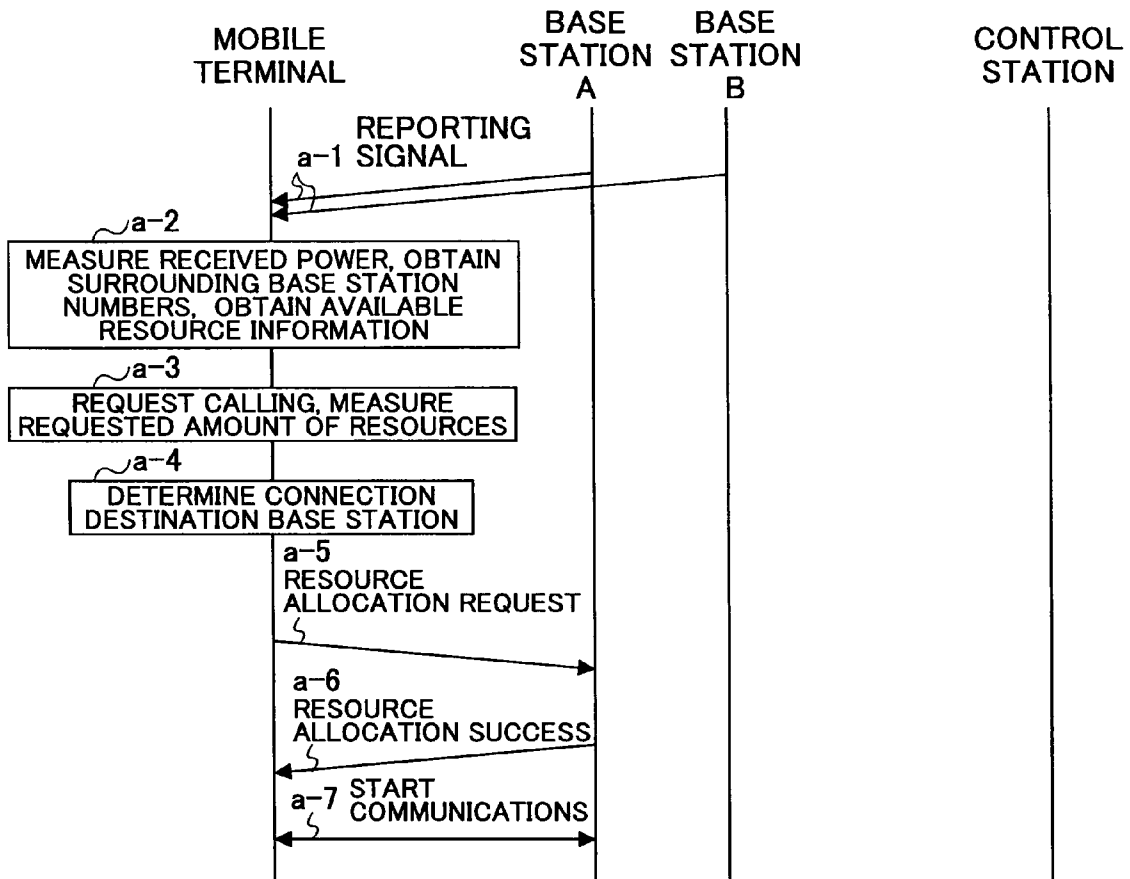 MOBILE
TERMINAL
BASE
STATION
A
BASE
STATION
B
CONTROL
STATION
a-1
REPORTING
SIGNAL
a-2
MEASURE RECEIVED POWER, OBTAIN
SURROUNDING BASE STATION
NUMBERS, OBTAIN AVAILABLE
RESOURCE INFORMATION
a-3
REQUEST CALLING, MEASURE
REQUESTED AMOUNT OF RESOURCES
a-4
DETERMINE CONNECTION
DESTINATION BASE STATION
a-5
RESOURCE
ALLOCATION REQUEST
a-6
RESOURCE
ALLOCATION SUCCESS
a-7
START
COMMUNICATIONS